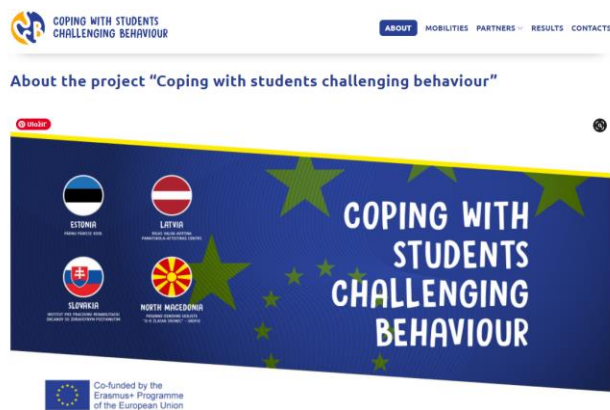 COPING WITH STUDENTS
CHALLENGING BEHAVIOUR
ABOUT MOBILITIES PARTNERS RESULTS CONTACTS
About the project “Coping with students challenging behaviour”
Uložiť
ESTONIA
LATVIA
SLOVAKIA
NORTH MACEDONIA
COPING WITH
STUDENTS
CHALLENGING
BEHAVIOUR
Co-funded by the
Erasmus+ Programme
of the European Union